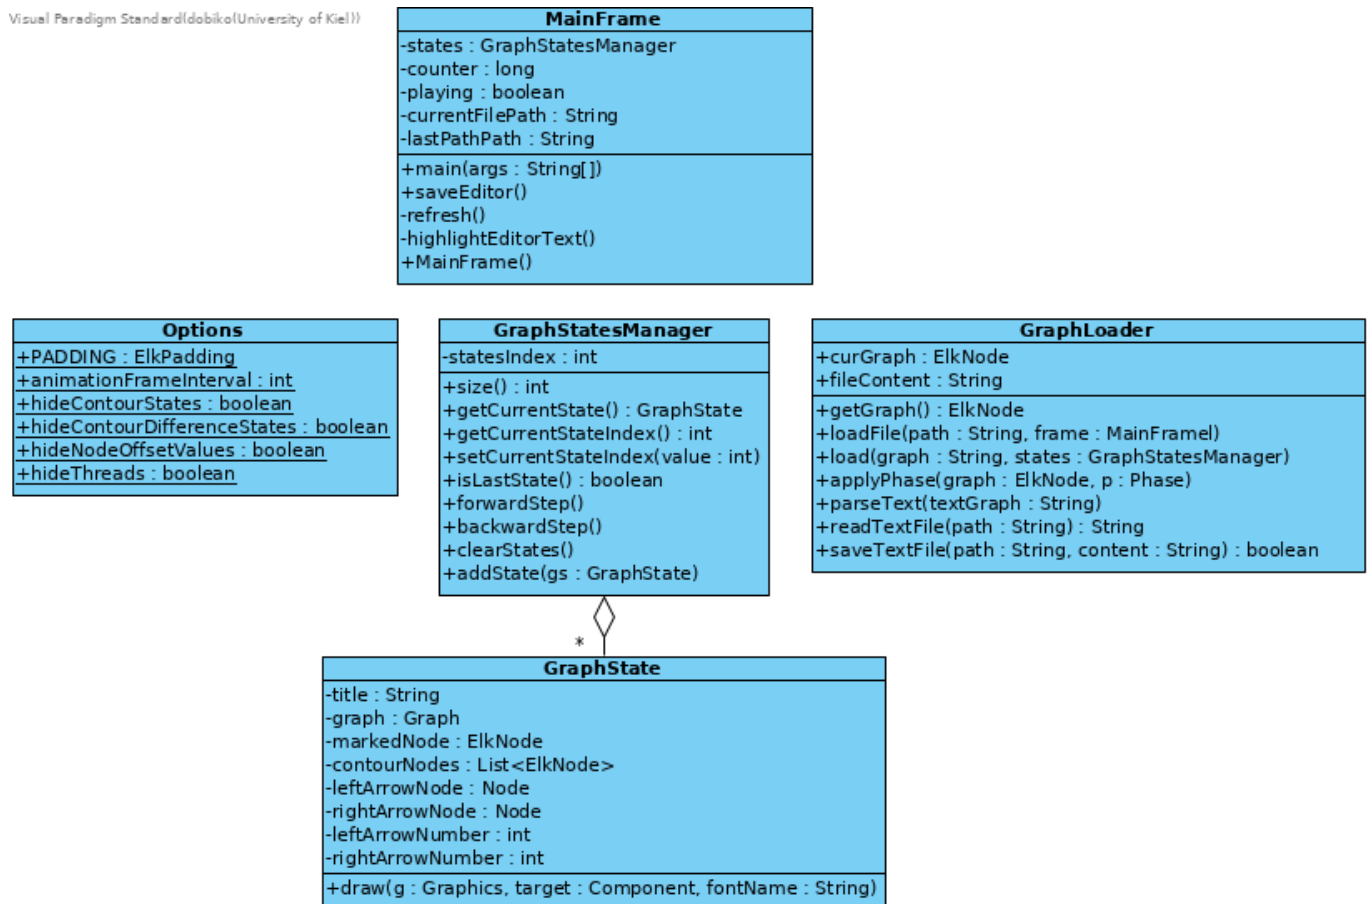 Visual Paradigm Standard(dobiko(University of Kiel))
MainFrame
-states : GraphStatesManager
-counter : long
-playing : boolean
-currentFilePath : String
-lastPathPath : String
+main(args : String[])
+saveEditor()
-refresh()
-highlightEditorText()
+MainFrame()
Options
+PADDING : ElkPadding
+animationFrameInterval : int
+hideContourStates : boolean
+hideContourDifferenceStates : boolean
+hideNodeOffsetValues : boolean
+hideThreads : boolean
GraphStatesManager
-statesIndex : int
+size() : int
+getCurrentState() : GraphState
+getCurrentStateIndex() : int
+setCurrentStateIndex(value : int)
+isLastState() : boolean
+forwardStep()
+backwardStep()
+clearStates()
+addState(gs : GraphState)
GraphLoader
+curGraph : ElkNode
+fileContent : String
+getGraph() : ElkNode
+loadFile(path : String, frame : MainFramel)
+load(graph : String, states : GraphStatesManager)
+applyPhase(graph : ElkNode, p : Phase)
+parseText(textGraph : String)
+readTextFile(path : String) : String
+saveTextFile(path : String, content : String) : boolean
*
GraphState
-title : String
-graph : Graph
-markedNode : ElkNode
-contourNodes : List<ElkNode>
-leftArrowNode : Node
-rightArrowNode : Node
-leftArrowNumber : int
-rightArrowNumber : int
+draw(g : Graphics, target : Component, fontName : String)